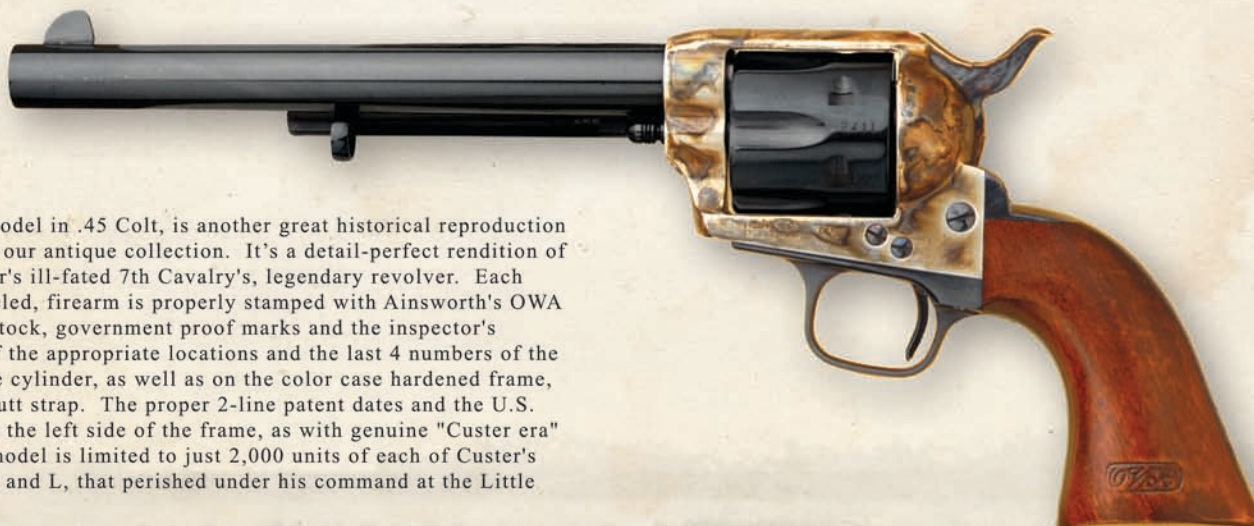 odel in .45 Colt, is another great historical reproduction
our antique collection. It's a detail-perfect rendition of
r's ill-fated 7th Cavalry's, legendary revolver. Each
led, firearm is properly stamped with Ainsworth's OWA
tock, government proof marks and the inspector's
f the appropriate locations and the last 4 numbers of the
e cylinder, as well as on the color case hardened frame,
utt strap. The proper 2-line patent dates and the U.S.
the left side of the frame, as with genuine "Custer era"
odel is limited to just 2,000 units of each of Custer's
and L, that perished under his command at the Little